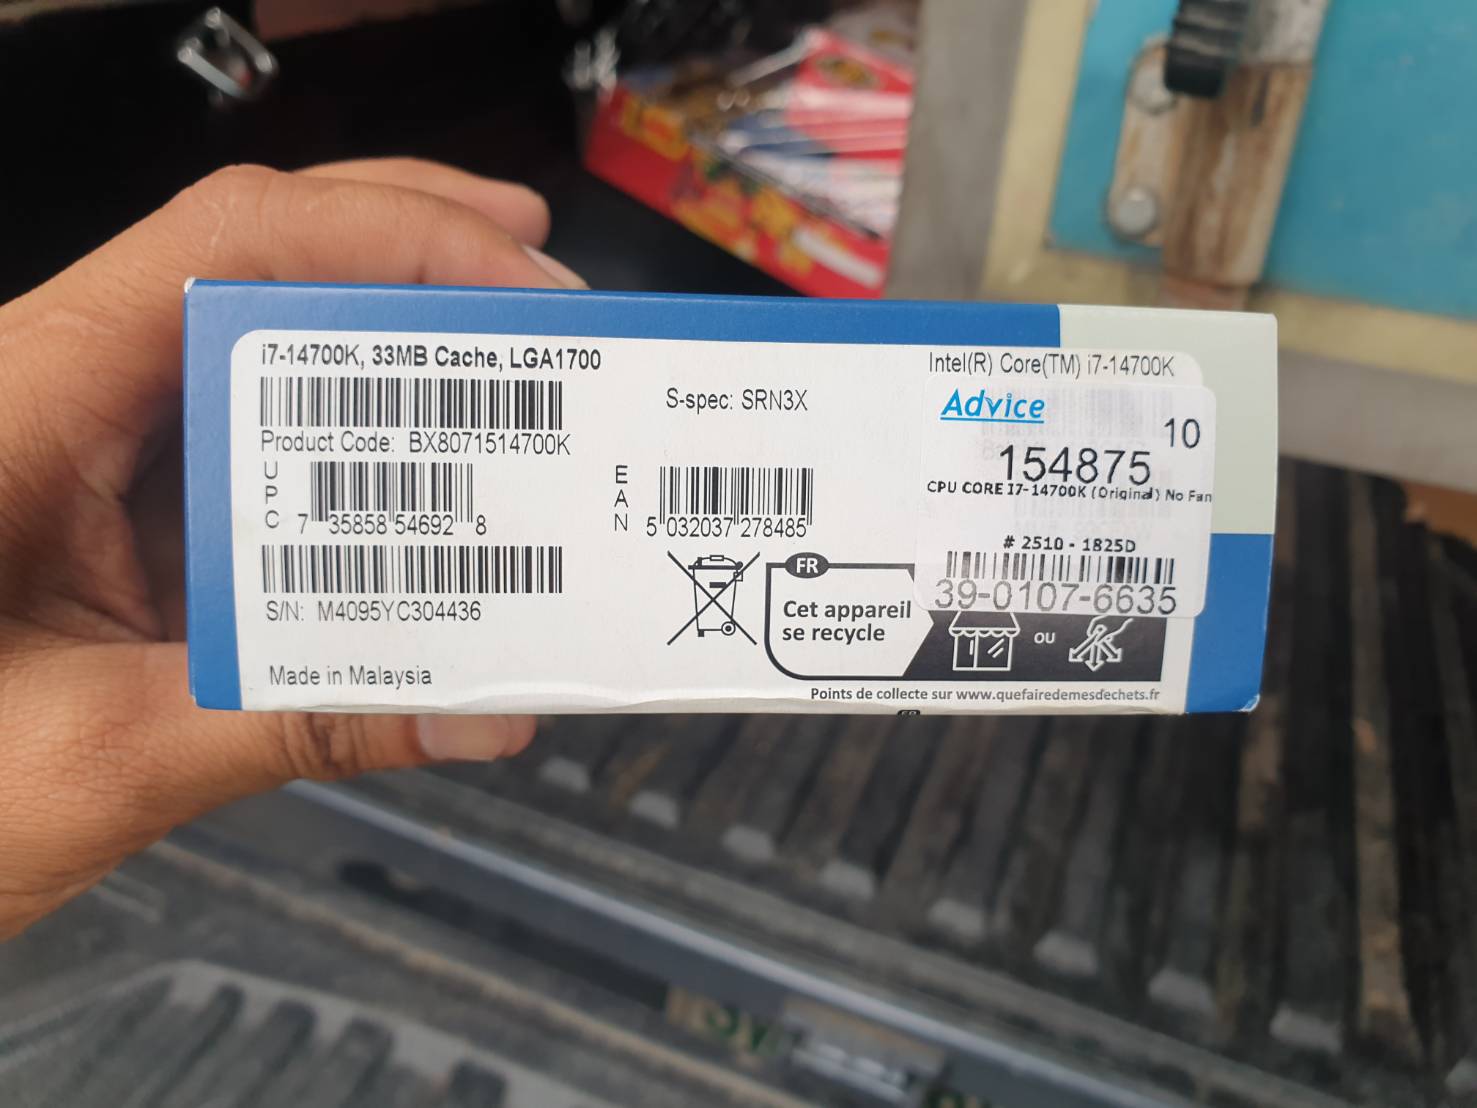 i7-14700K, 33MB Cache, LGA1700
Product Code: BX8071514700K
UPC
7 35858 54692 8
S/N: M4095YC304436
Made in Malaysia
S-spec: SRN3X
EAN
5 032037 278485
Intel(R) Core(TM) i7-14700K
Advice
10
154875
CPU CORE I7-14700K (Original) No Fan
# 2510 - 1825D
39-0107-6635
FR
Cet appareil
se recycle
OU
Points de collecte sur www.quefairedemesdechets.fr